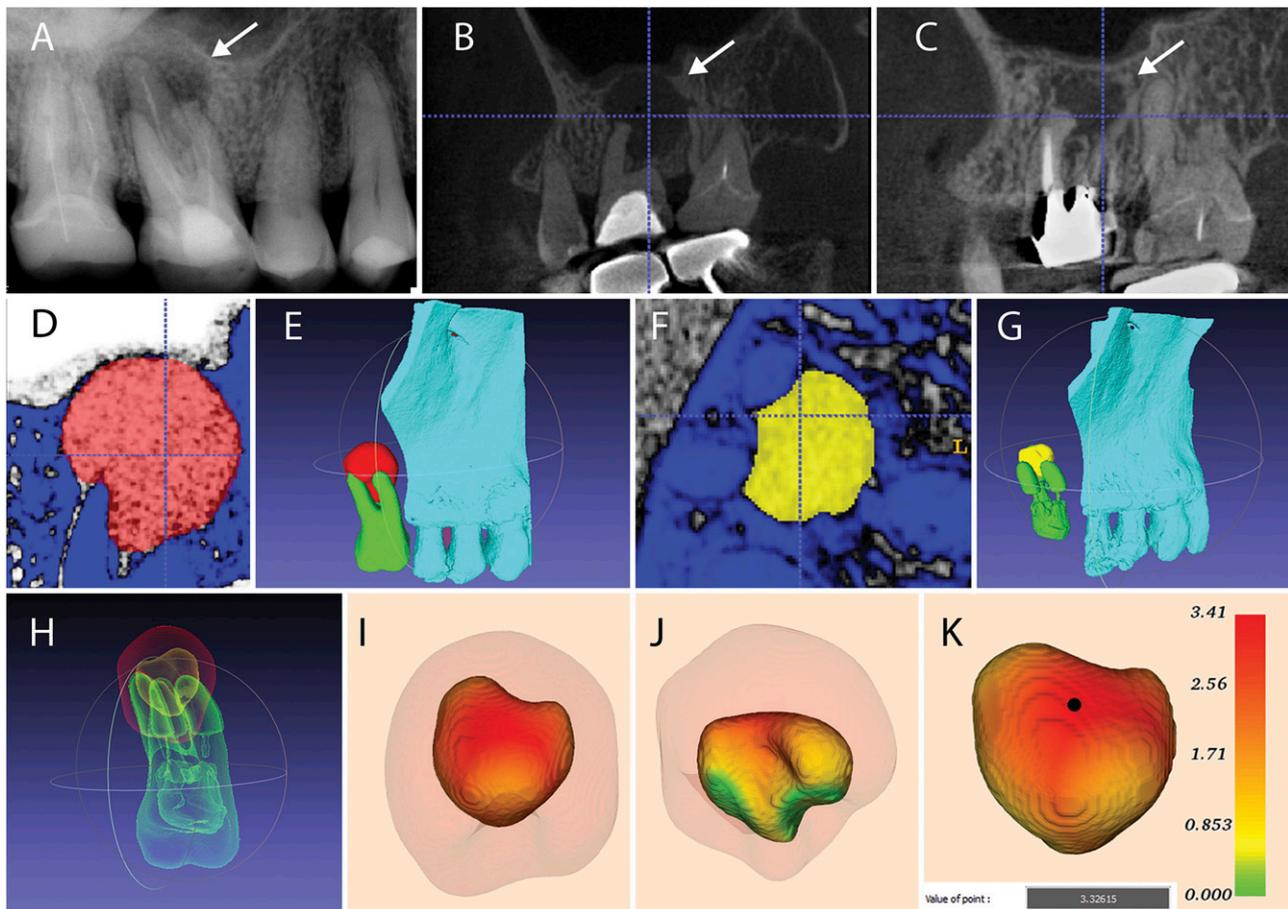 A
B
C
D
E
F
L
G
H
I
J
K
3.41
2.56
1.71
0.853
0.000
Value of point : 3.32615